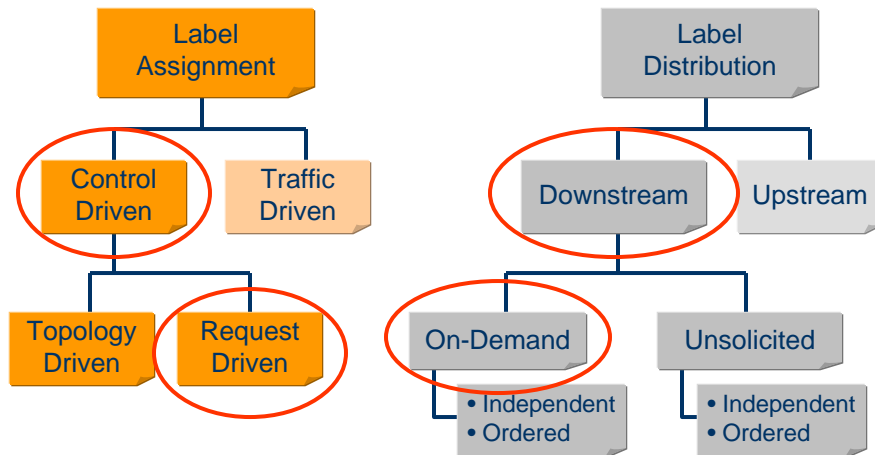 Label
Assignment
Label
Distribution
Control
Driven
Traffic
Driven
Downstream
Upstream
Topology
Driven
Request
Driven
On-Demand
Unsolicited
• Independent
• Ordered
• Independent
• Ordered